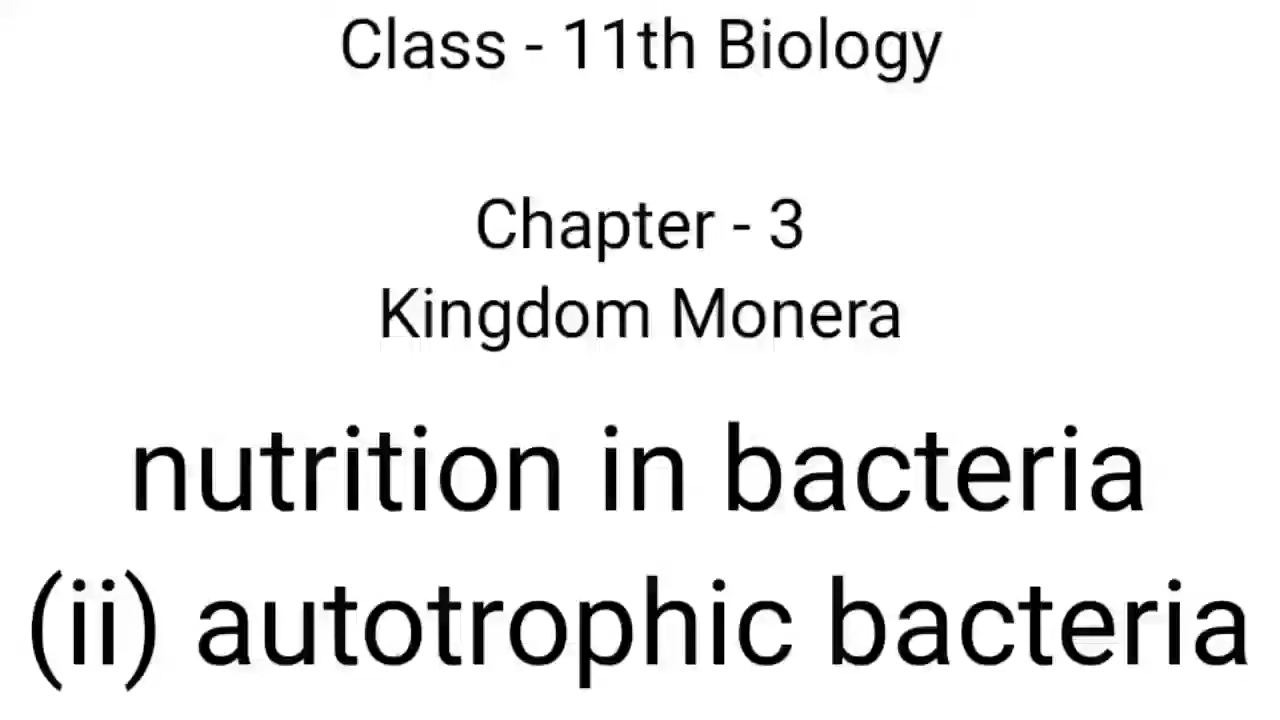 Class - 11th Biology
Chapter - 3
Kingdom Monera
nutrition in bacteria
(ii) autotrophic bacteria